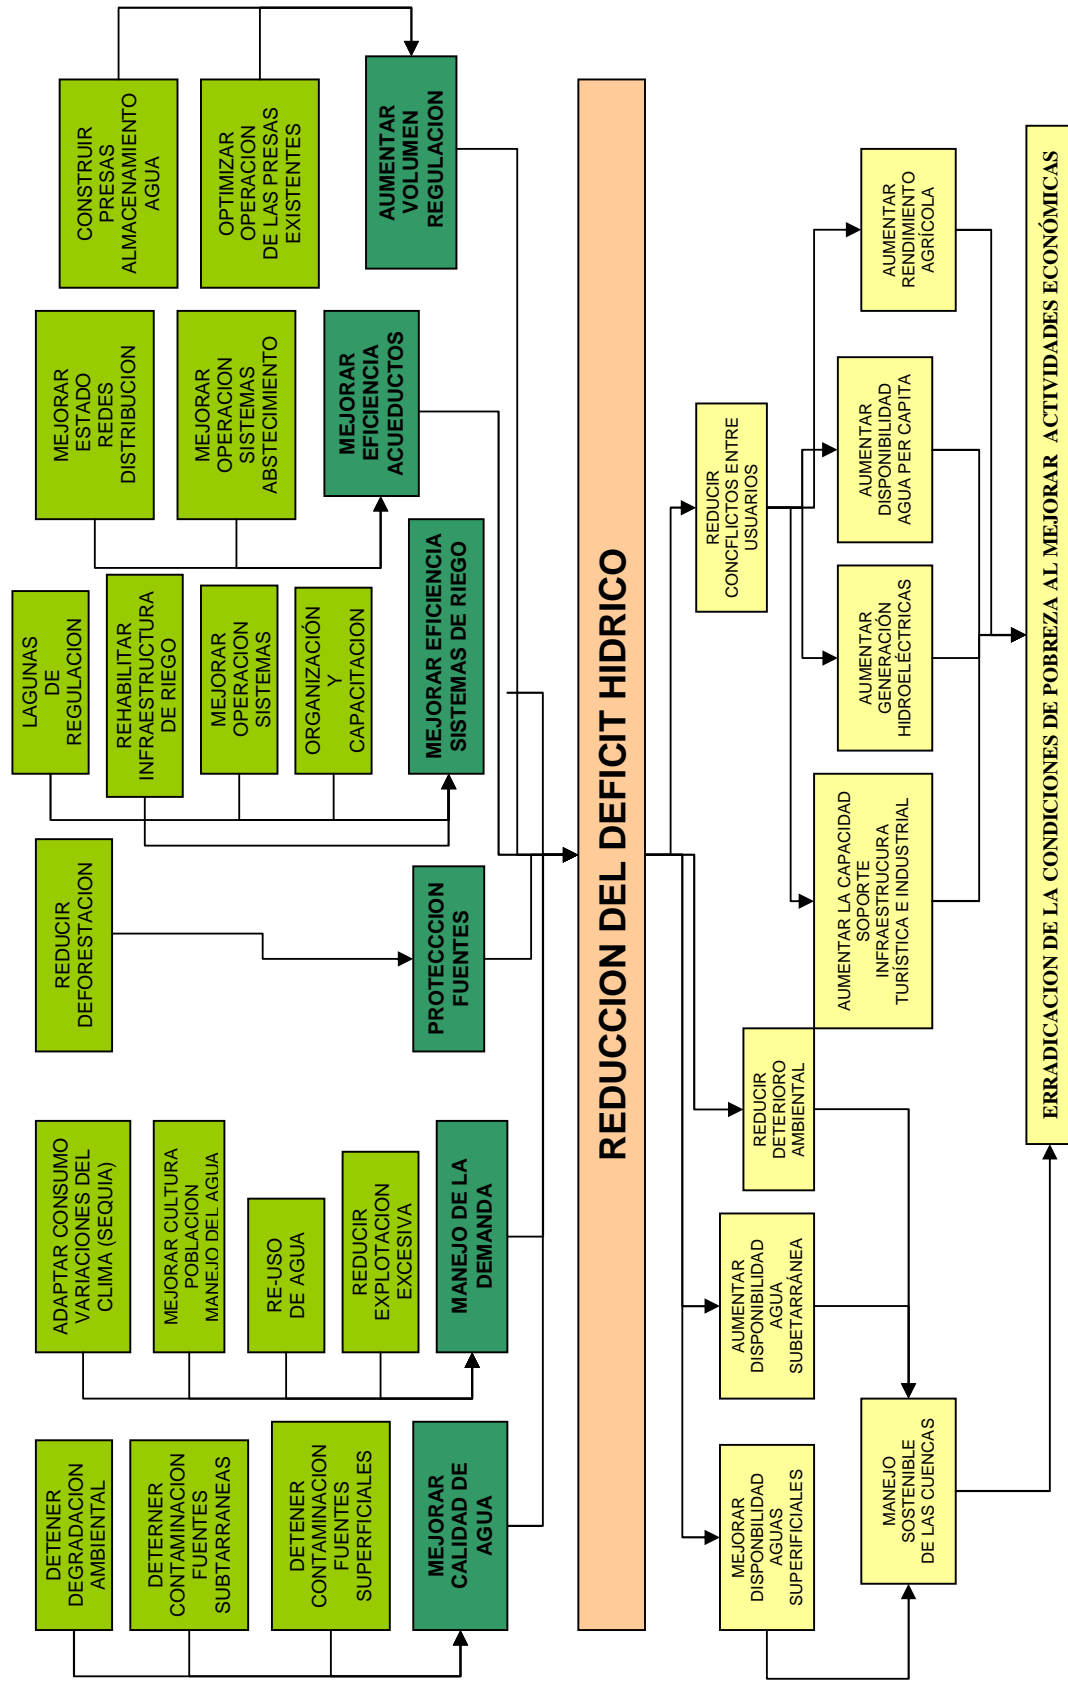 DETENER
DEGRADACION
AMBIENTAL
DETERNER
CONTAMINACION
FUENTES
SUBTARRANEAS
DETENER
CONTAMINACION
FUENTES
SUPERFICIALES
MEJORAR
CALIDAD DE
AGUA
ADAPTAR CONSUMO
VARIACIONES DEL
CLIMA (SEQUIA)
MEJORAR CULTURA
POBLACION
MANEJO DEL AGUA
RE-USO
DE AGUA
REDUCIR
EXPLOTACION
EXCESIVA
MANEJO DE LA
DEMANDA
REDUCIR
DEFORESTACION
PROTECCCION
FUENTES
LAGUNAS
DE
REGULACION
REHABILITAR
INFRAESTRUCTURA
DE RIEGO
MEJORAR
OPERACION
SISTEMAS
ORGANIZACIÓN
Y
CAPACITACION
MEJORAR EFICIENCIA
SISTEMAS DE RIEGO
MEJORAR
ESTADO
REDES
DISTRIBUCION
MEJORAR
OPERACION
SISTEMAS
ABSTECIMIENTO
MEJORAR
EFICIENCIA
ACUEDUCTOS
CONSTRUIR
PRESAS
ALMACENAMIENTO
AGUA
OPTIMIZAR
OPERACION
DE LAS PRESAS
EXISTENTES
AUMENTAR
VOLUMEN
REGULACION
REDUCCION DEL DEFICIT HIDRICO
REDUCIR
CONCFLICTOS ENTRE
USUARIOS
MEJORAR
DISPONIBILIDAD
AGUAS
SUPERIFICIALES
AUMENTAR
DISPONIBILIDAD
AGUA
SUBETARRÁNEA
REDUCIR
DETERIORO
AMBIENTAL
AUMENTAR LA CAPACIDAD
SOPORTE
INFRAESTRUCURA
TURÍSTICA E INDUSTRIAL
AUMENTAR
GENERACIÓN
HIDROELÉCTRICAS
AUMENTAR
DISPONIBILIDAD
AGUA PER CAPITA
AUMENTAR
RENDIMIENTO
AGRÍCOLA
MANEJO
SOSTENIBLE
DE LAS CUENCAS
ERRADICACION DE LA CONDICIONES DE POBREZA AL MEJORAR ACTIVIDADES ECONÓMICAS